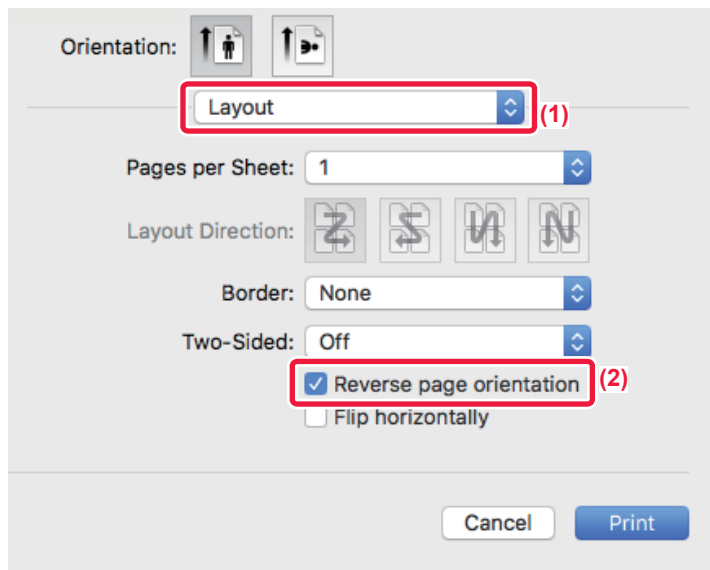 Orientation:
Layout
(1)
Pages per Sheet: 1
Layout Direction:
Border: None
Two-Sided: Off
Reverse page orientation (2)
Flip horizontally
Cancel Print